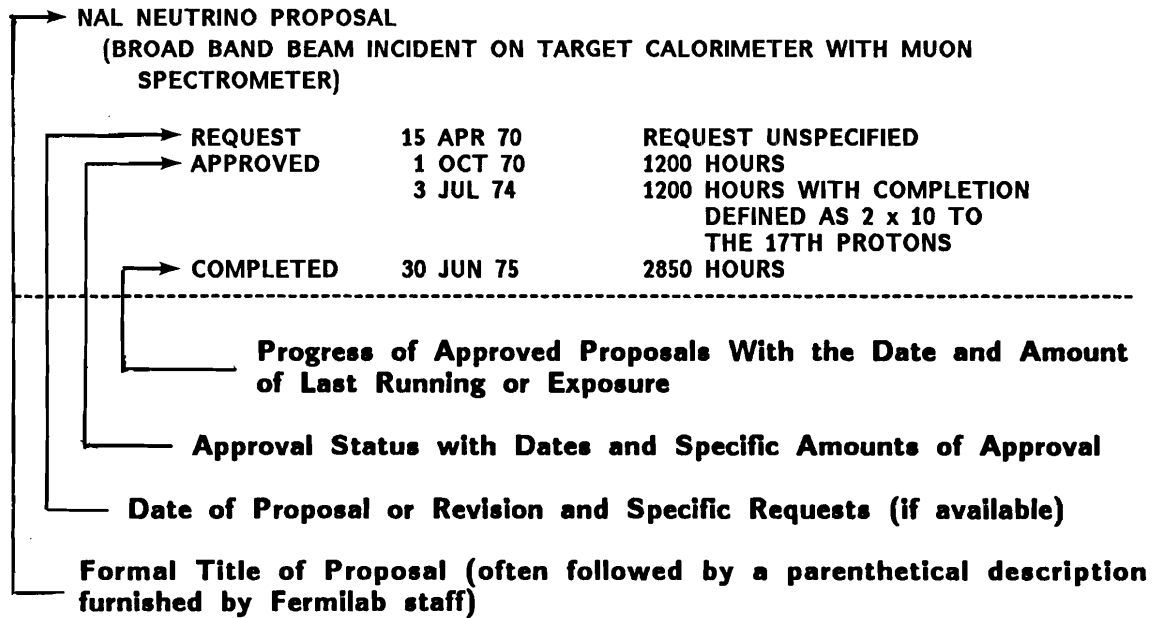 NAL NEUTRINO PROPOSAL
(BROAD BAND BEAM INCIDENT ON TARGET CALORIMETER WITH MUON
SPECTROMETER)
REQUEST 15 APR 70 REQUEST UNSPECIFIED
APPROVED 1 OCT 70 1200 HOURS
3 JUL 74 1200 HOURS WITH COMPLETION
DEFINED AS 2 x 10 TO
THE 17TH PROTONS
COMPLETED 30 JUN 75 2850 HOURS
Progress of Approved Proposals With the Date and Amount
of Last Running or Exposure
Approval Status with Dates and Specific Amounts of Approval
Date of Proposal or Revision and Specific Requests (if available)
Formal Title of Proposal (often followed by a parenthetical description
furnished by Fermilab staff)